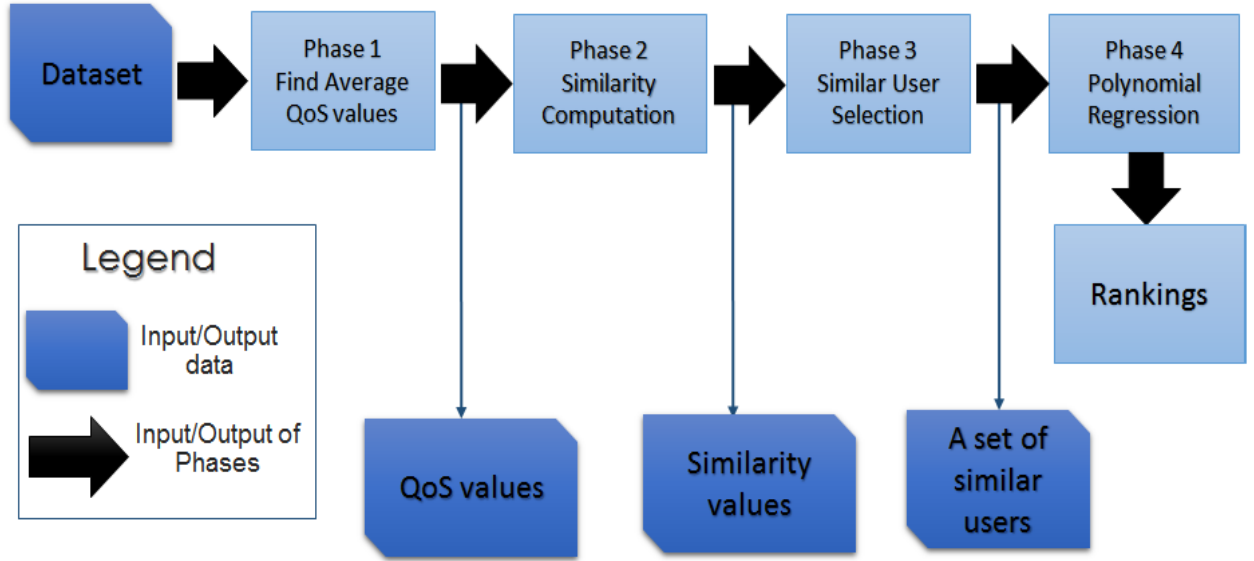 Dataset
Phase 1
Find Average
QoS values
Phase 2
Similarity
Computation
Phase 3
Similar User
Selection
Phase 4
Polynomial
Regression
Rankings
Legend
Input/Output
data
Input/Output of
Phases
QoS values
Similarity
values
A set of
similar
users